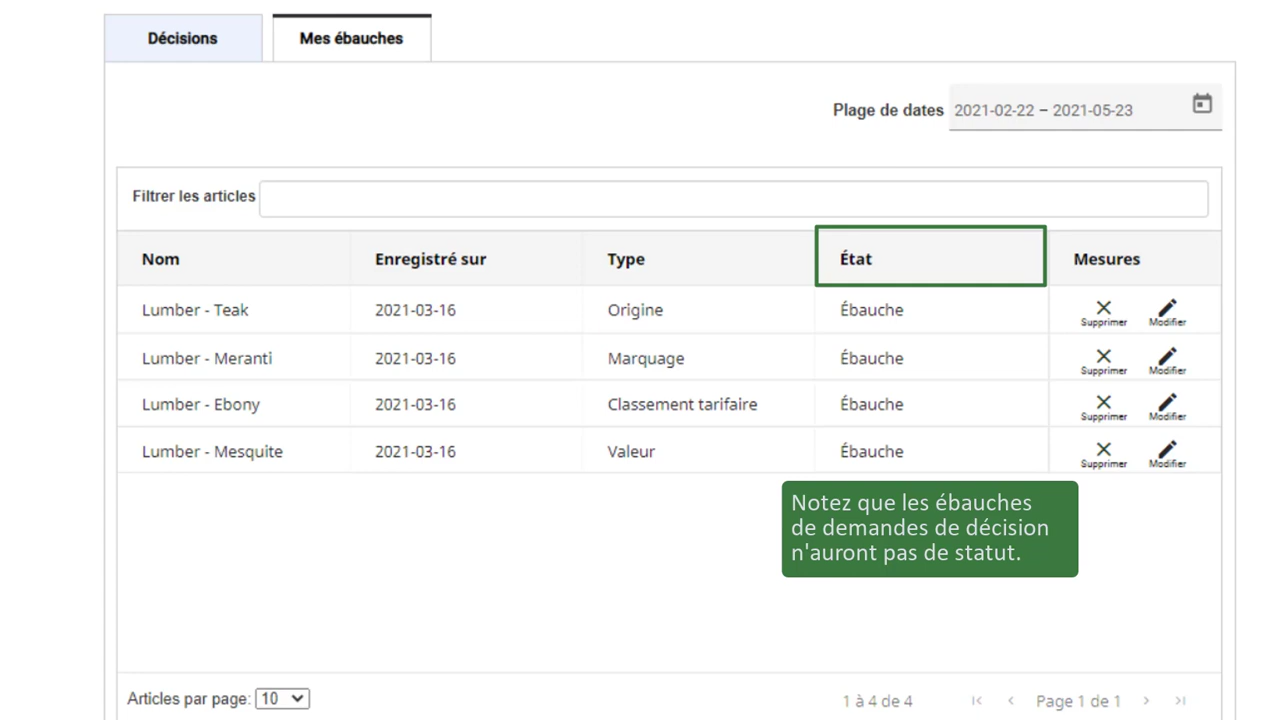 Décisions
Mes ébauches
Plage de dates 2021-02-22 – 2021-05-23
Filtrer les articles
Nom Enregistré sur Type État Mesures
Lumber - Teak 2021-03-16 Origine Ébauche Supprimer Modifier
Lumber - Meranti 2021-03-16 Marquage Ébauche Supprimer Modifier
Lumber - Ebony 2021-03-16 Classement tarifaire Ébauche Supprimer Modifier
Lumber - Mesquite 2021-03-16 Valeur Ébauche Supprimer Modifier
Notez que les ébauches
de demandes de décision
n'auront pas de statut.
Articles par page: 10 1 à 4 de 4 Page 1 de 1